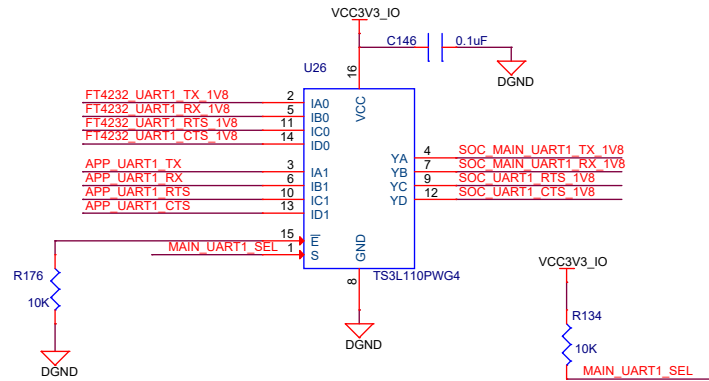 VCC3V3_IO
C146
0.1uF
DGND
U26
16
VCC
FT4232_UART1_TX_1V8
2
IA0
FT4232_UART1_RX_1V8
5
IB0
FT4232_UART1_RTS_1V8
11
IC0
FT4232_UART1_CTS_1V8
14
ID0
APP_UART1_TX
3
IA1
APP_UART1_RX
6
IB1
APP_UART1_RTS
10
IC1
APP_UART1_CTS
13
ID1
YA
4
SOC_MAIN_UART1_TX_1V8
YB
7
SOC_MAIN_UART1_RX_1V8
YC
9
SOC_UART1_RTS_1V8
YD
12
SOC_UART1_CTS_1V8
15
E
MAIN_UART1_SEL
1
S
GND
8
TS3L110PWG4
R176
10K
DGND
DGND
VCC3V3_IO
R134
10K
MAIN_UART1_SEL